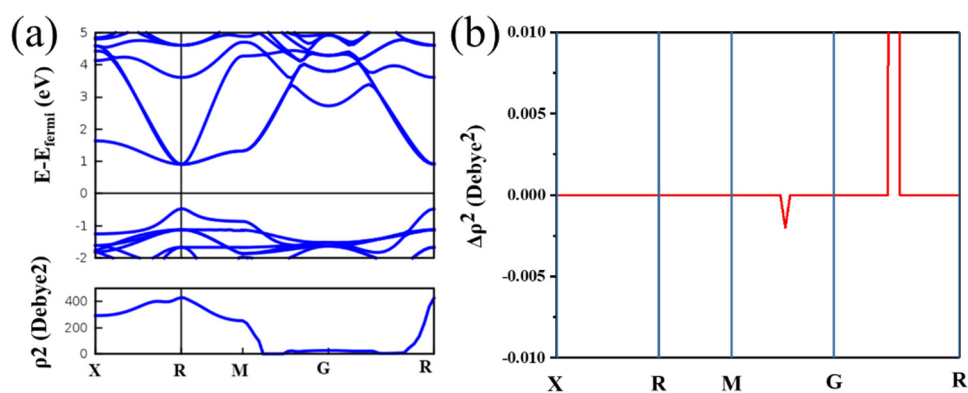 (a)
E-Efermi (eV)
5
4
3
2
1
0
-1
-2
ρ2 (Debye2)
400
200
0
X R M G R
(b)
Δρ² (Debye²)
0.010
0.005
0.000
-0.005
-0.010
X R M G R